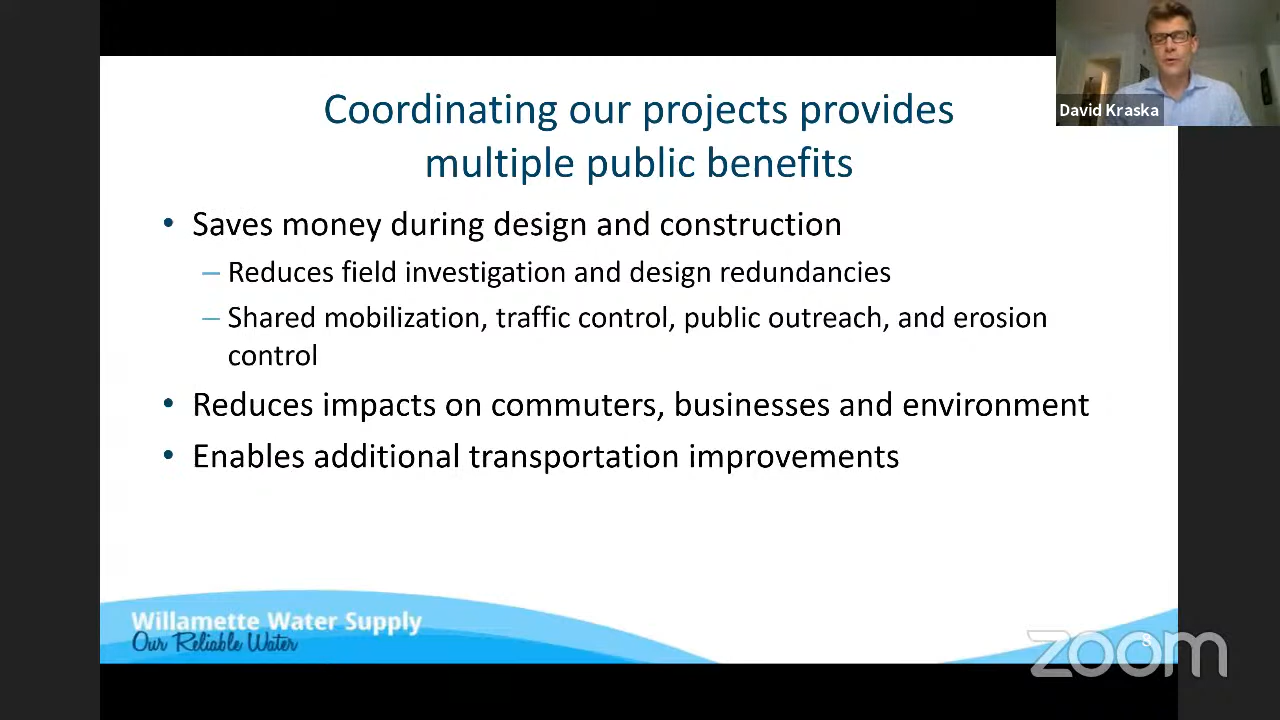 Coordinating our projects provides
multiple public benefits
David Kraska
• Saves money during design and construction
– Reduces field investigation and design redundancies
– Shared mobilization, traffic control, public outreach, and erosion
control
• Reduces impacts on commuters, businesses and environment
• Enables additional transportation improvements
Willamette Water Supply
Our Reliable Water
zoom